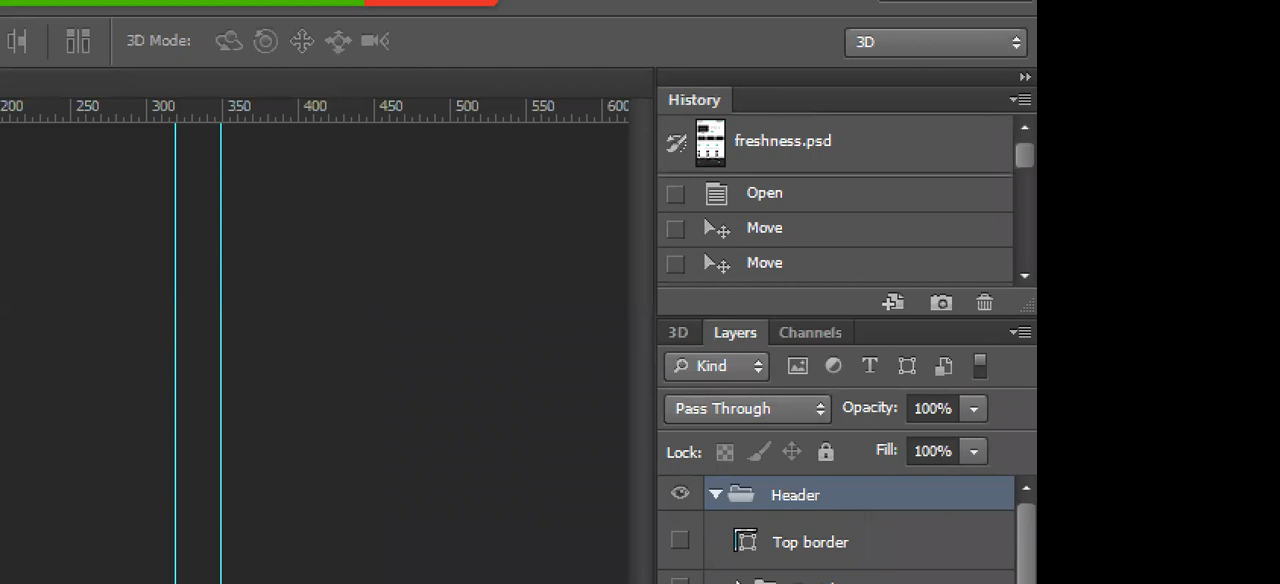 3D Mode:
3D
200 250 300 350 400 450 500 550 600
History
freshness.psd
Open
Move
Move
3D Layers Channels
Kind
Pass Through Opacity: 100%
Lock: Fill: 100%
Header
Top border